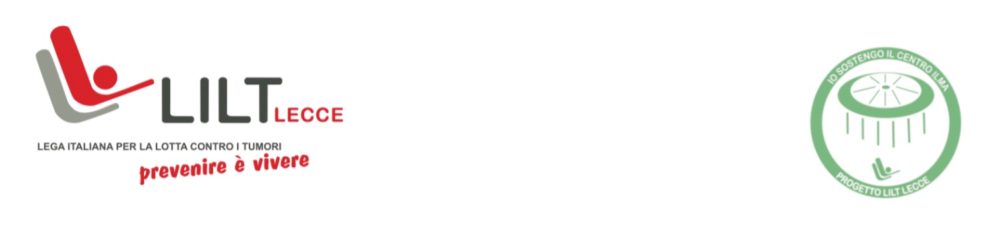 LILT LECCE
LEGA ITALIANA PER LA LOTTA CONTRO I TUMORI
prevenire è vivere
IO SOSTENGO IL CENTRO ILMA
PROGETTO LILT LECCE